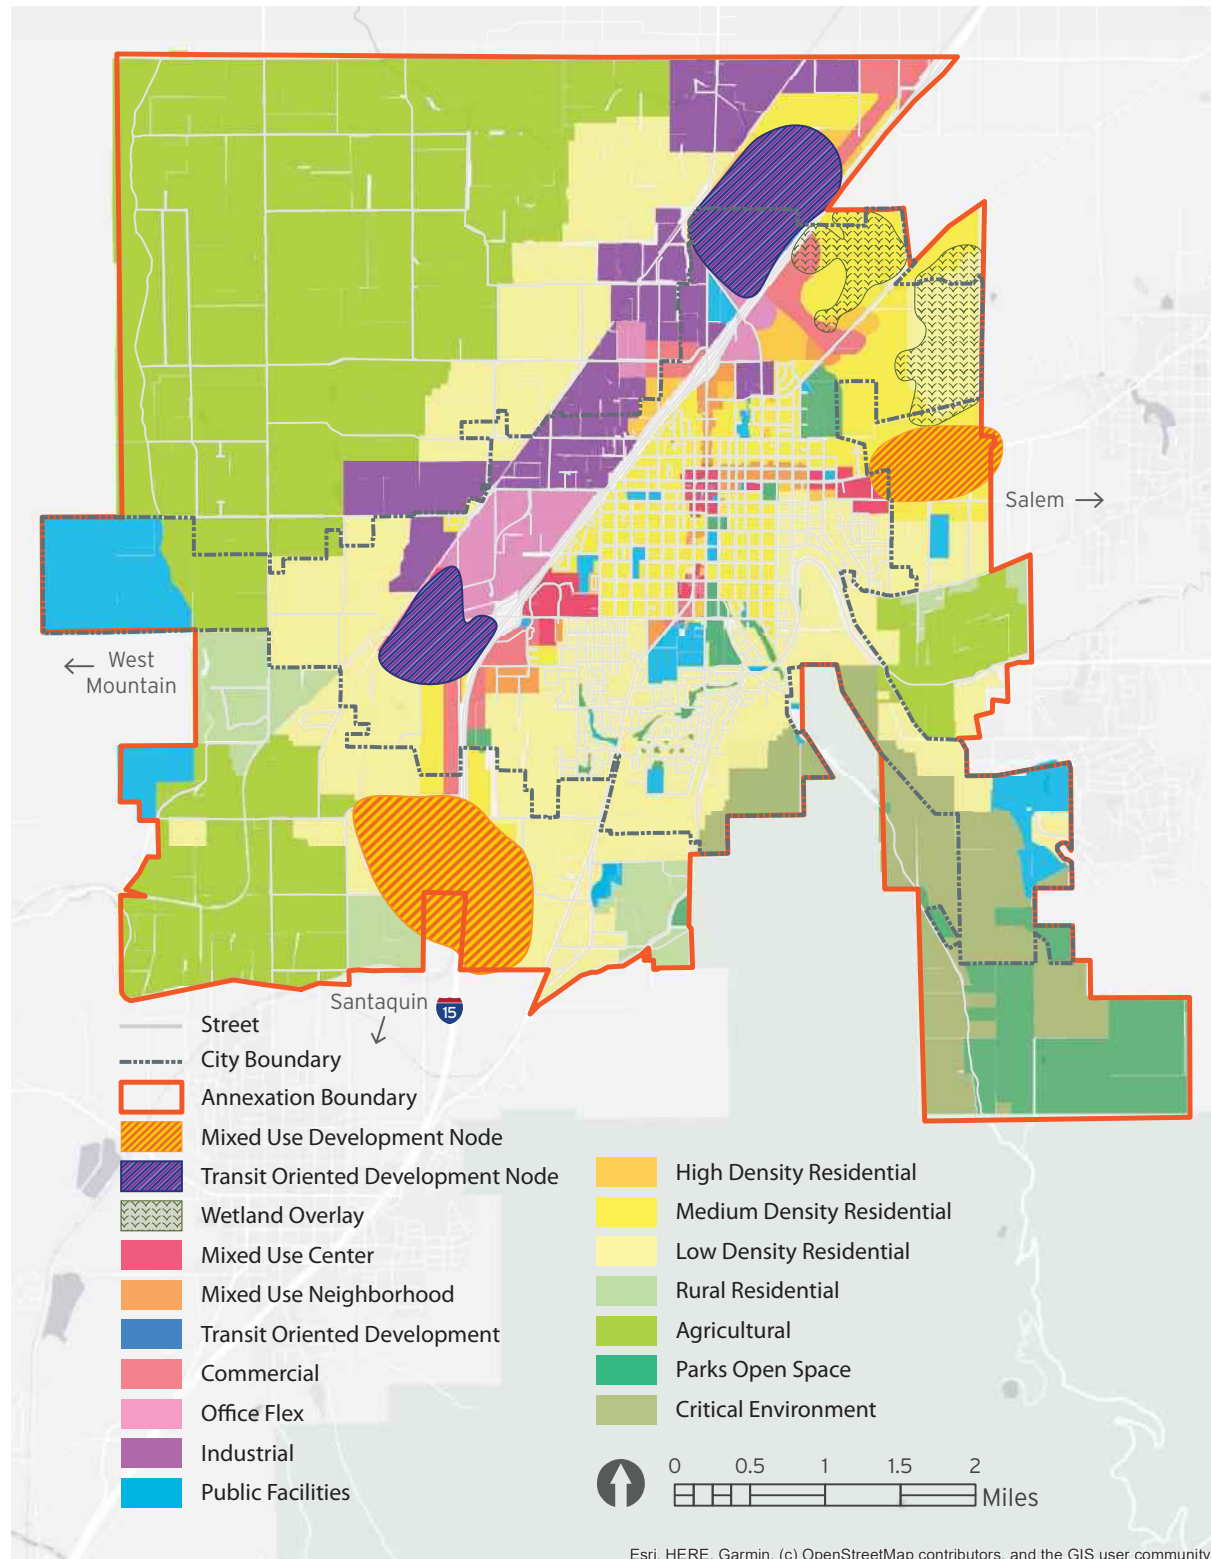 Salem →
← West
Mountain
Santaquin
15
Street
City Boundary
Annexation Boundary
Mixed Use Development Node
Transit Oriented Development Node
Wetland Overlay
Mixed Use Center
Mixed Use Neighborhood
Transit Oriented Development
Commercial
Office Flex
Industrial
Public Facilities
High Density Residential
Medium Density Residential
Low Density Residential
Rural Residential
Agricultural
Parks Open Space
Critical Environment
0 0.5 1 1.5 2
Miles
Esri, HERE, Garmin, (c) OpenStreetMap contributors, and the GIS user community